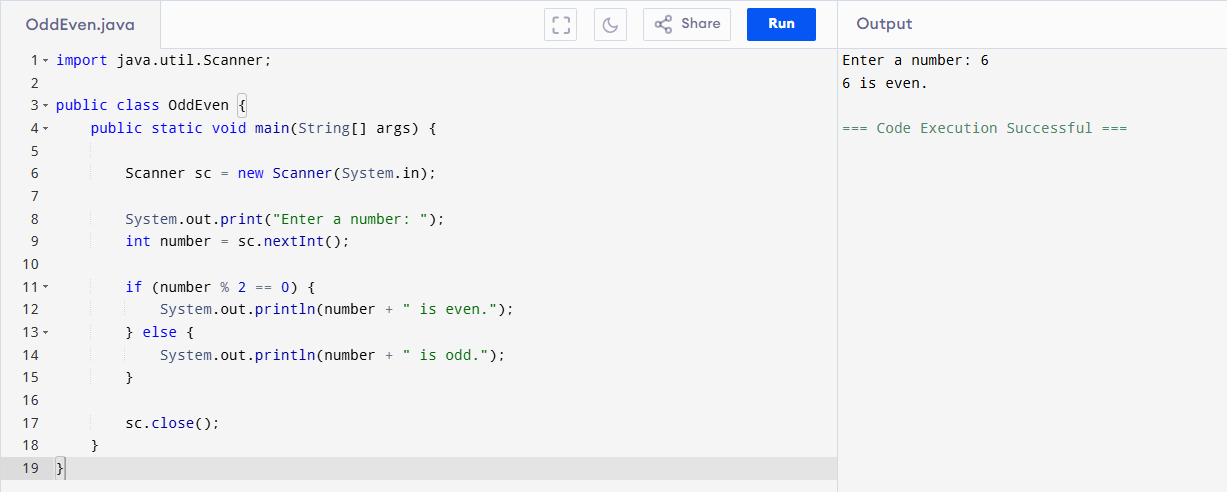 OddEven.java
Share
Run
Output
1 import java.util.Scanner;
2
3 public class OddEven {
4     public static void main(String[] args) {
5
6         Scanner sc = new Scanner(System.in);
7
8         System.out.print("Enter a number: ");
9         int number = sc.nextInt();
10
11         if (number % 2 == 0) {
12             System.out.println(number + " is even.");
13         } else {
14             System.out.println(number + " is odd.");
15         }
16
17         sc.close();
18     }
19 }
Enter a number: 6
6 is even.
=== Code Execution Successful ===